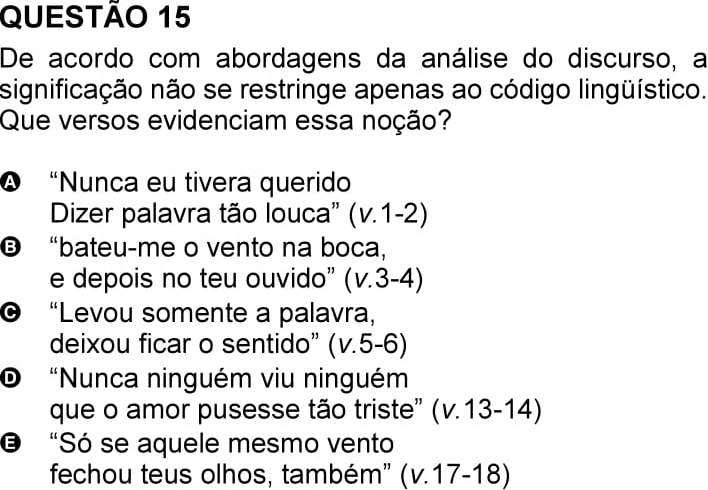 QUESTÃO 15
De acordo com abordagens da análise do discurso, a
significação não se restringe apenas ao código lingüístico.
Que versos evidenciam essa noção?
A “Nunca eu tivera querido
Dizer palavra tão louca” (v.1-2)
B “bateu-me o vento na boca,
e depois no teu ouvido” (v.3-4)
C “Levou somente a palavra,
deixou ficar o sentido” (v.5-6)
D “Nunca ninguém viu ninguém
que o amor pusesse tão triste” (v.13-14)
E “Só se aquele mesmo vento
fechou teus olhos, também” (v.17-18)